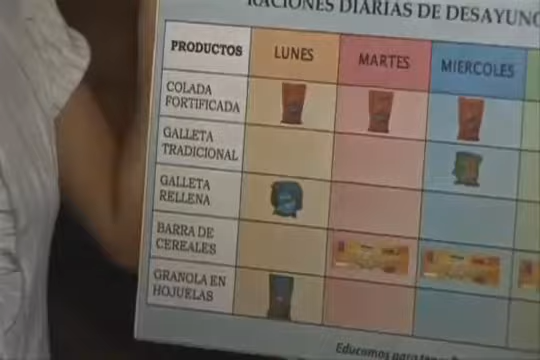 RACIONES DIARIAS DE DESAYUNO
PRODUCTOS
LUNES
MARTES
MIERCOLES
COLADA
FORTIFICADA
GALLETA
TRADICIONAL
GALLETA
RELLENA
BARRA DE
CEREALES
GRANOLA EN
HOJUELAS
Educamos para